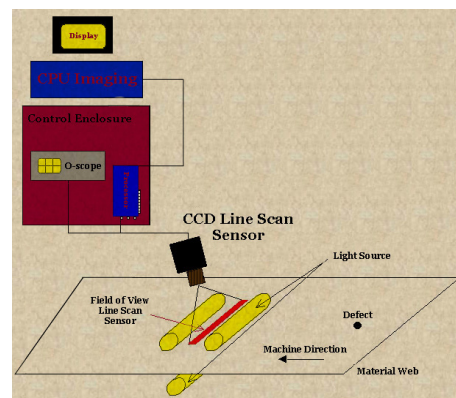 Display
CPU Imaging
Control Enclosure
O-scope
Processor
CCD Line Scan
Sensor
Light Source
Field of View
Line Scan
Sensor
Defect
Machine Direction
Material Web